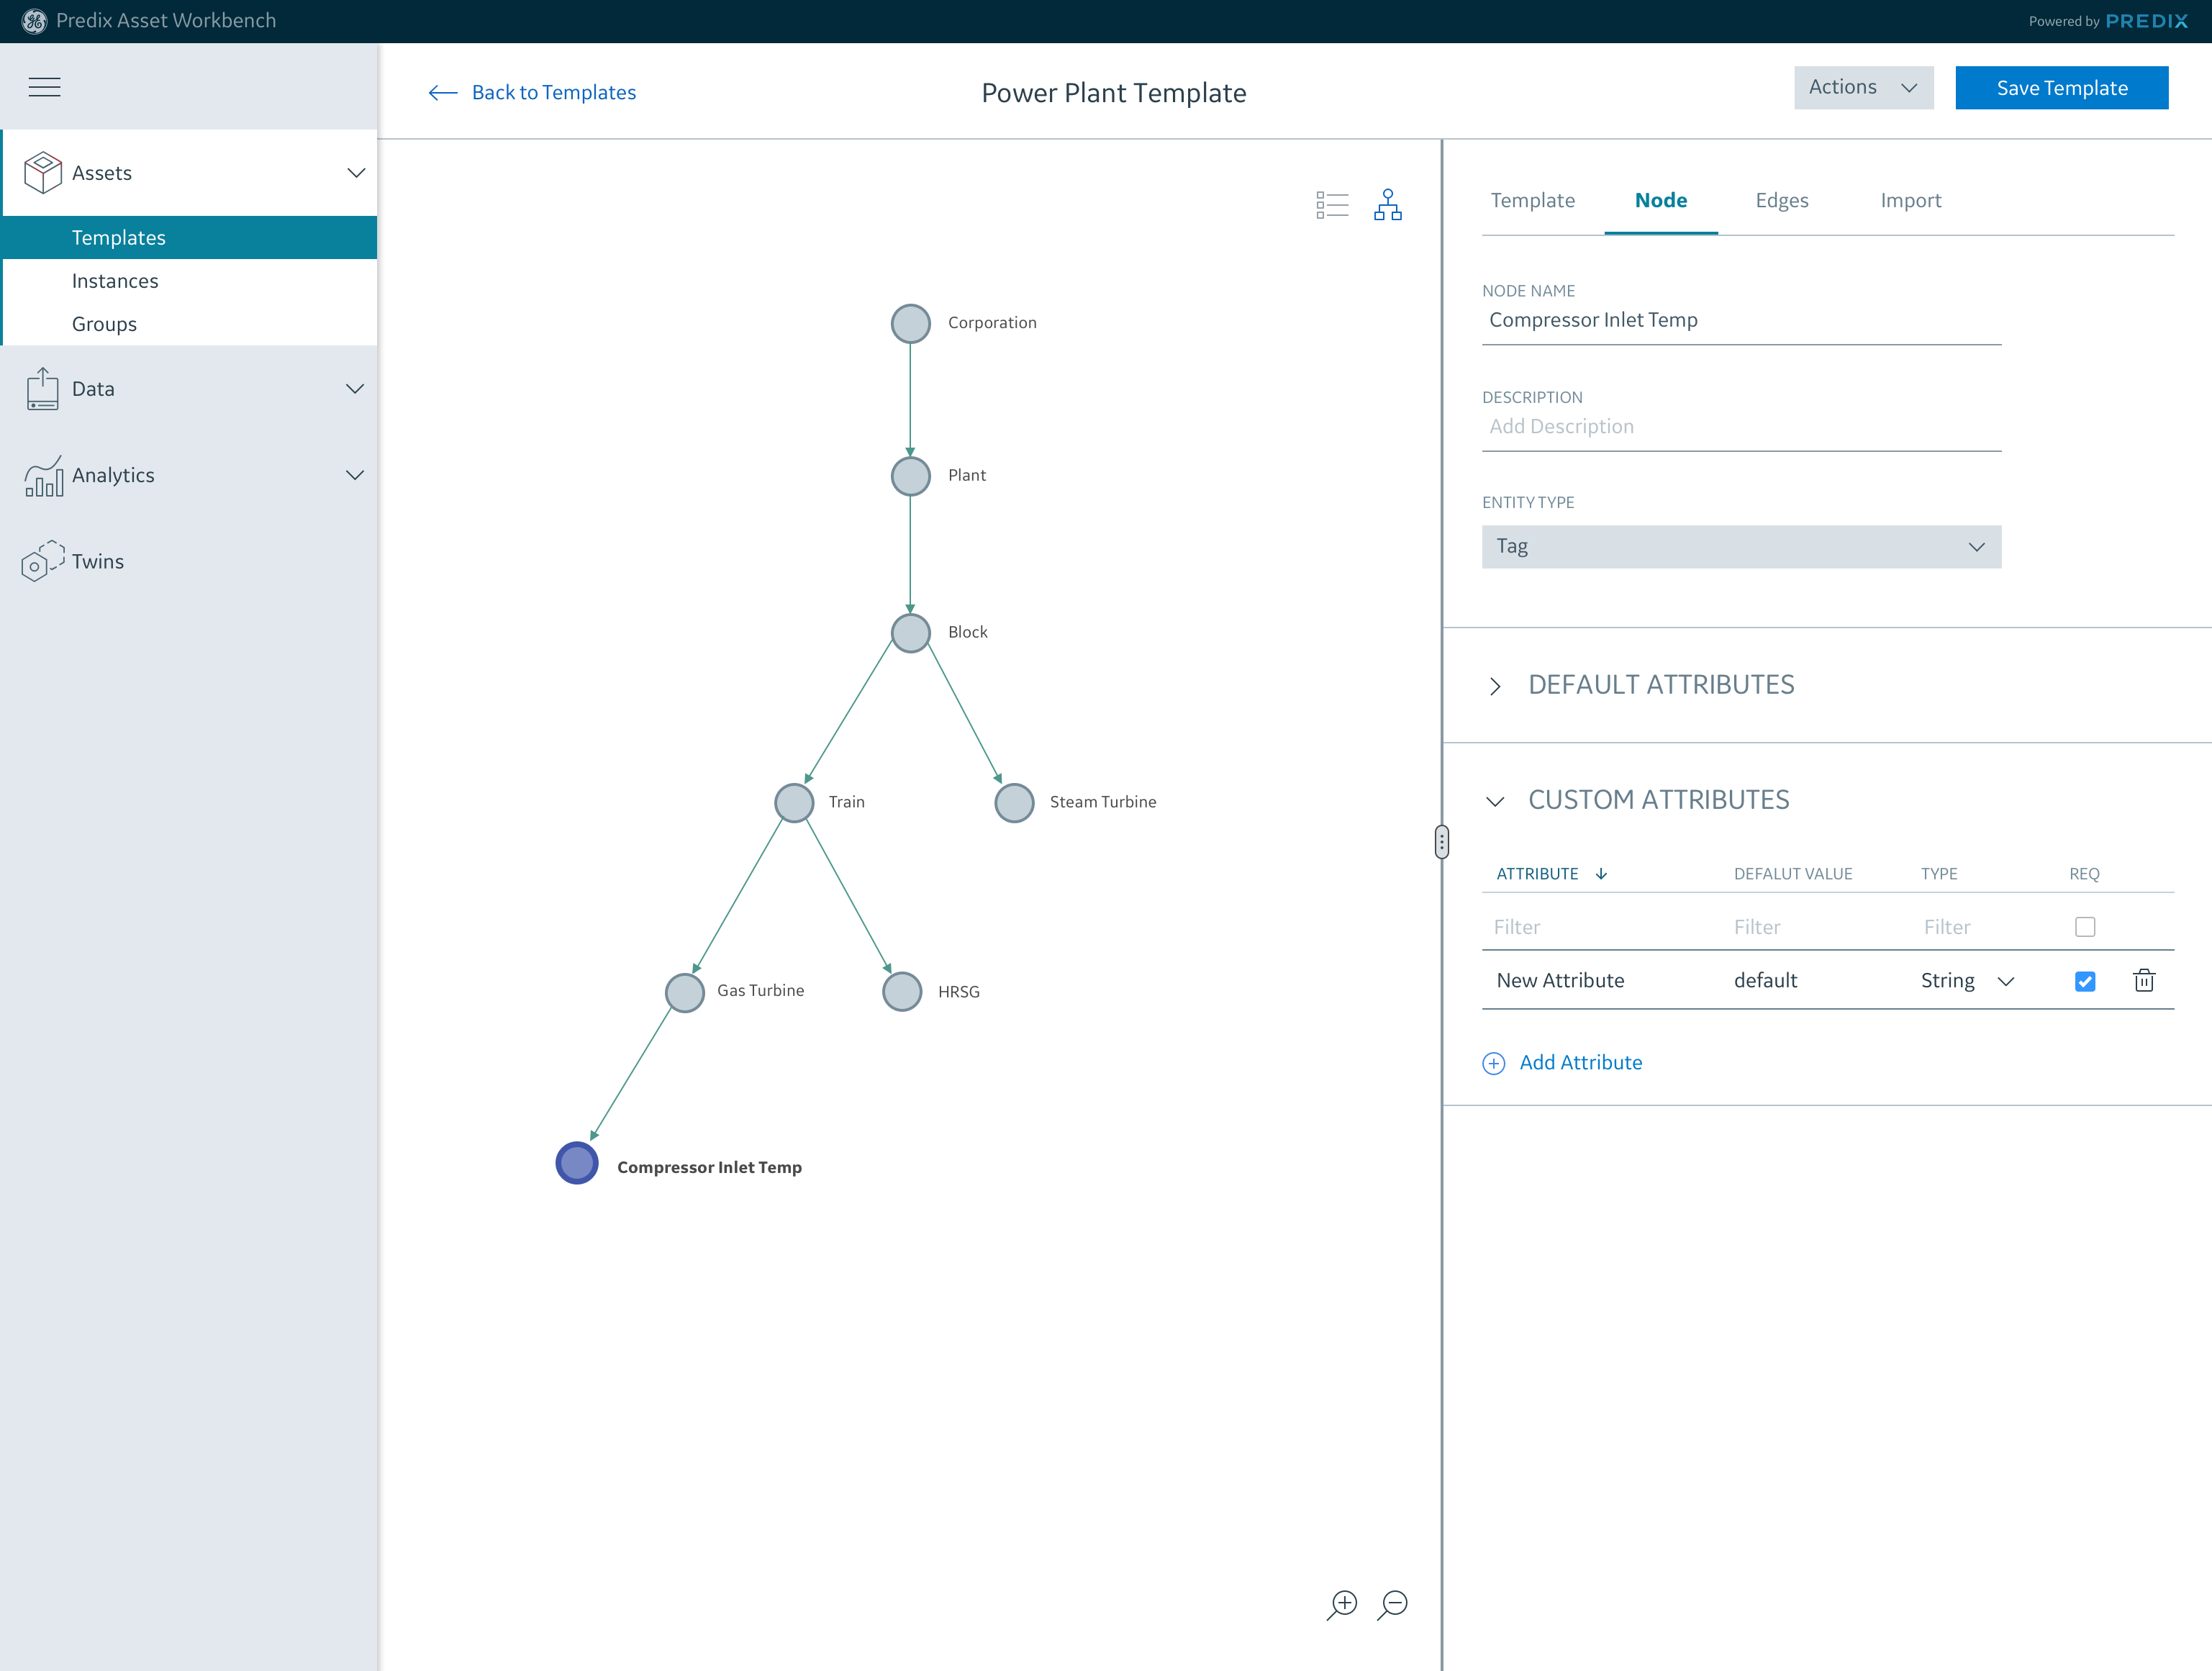 Predix Asset Workbench
Powered by PREDIX
Back to Templates
Power Plant Template
Actions
Save Template
Assets
Templates
Instances
Groups
Data
Analytics
Twins
Corporation
Plant
Block
Train
Steam Turbine
Gas Turbine
HRSG
Compressor Inlet Temp
Template Node Edges Import
NODE NAME
Compressor Inlet Temp
DESCRIPTION
Add Description
ENTITY TYPE
Tag
DEFAULT ATTRIBUTES
CUSTOM ATTRIBUTES
ATTRIBUTE DEFALUT VALUE TYPE REQ
Filter Filter Filter
New Attribute default String
Add Attribute